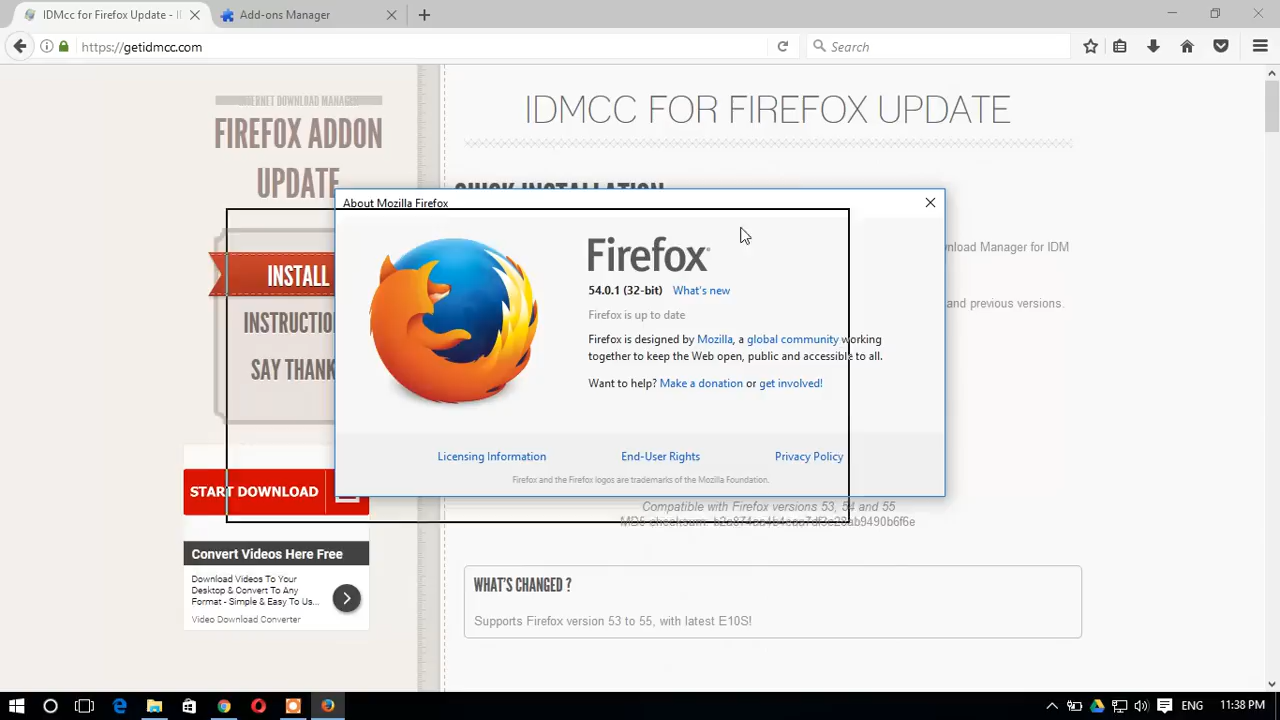 IDMcc for Firefox Update - I
Add-ons Manager
https://getidmcc.com
Search
INTERNET DOWNLOAD MANAGER
FIREFOX ADDON
UPDATE
INSTALL
INSTRUCTION
SAY THANK
START DOWNLOAD
Convert Videos Here Free
Download Videos To Your
Desktop & Convert To Any
Format - Simple & Easy To Us...
Video Download Converter
IDMCC FOR FIREFOX UPDATE
QUICK INSTALLATION
nload Manager for IDM
and previous versions.
About Mozilla Firefox
Firefox
54.0.1 (32-bit) What's new
Firefox is up to date
Firefox is designed by Mozilla, a global community working
together to keep the Web open, public and accessible to all.
Want to help? Make a donation or get involved!
Licensing Information End-User Rights Privacy Policy
Firefox and the Firefox logos are trademarks of the Mozilla Foundation.
Compatible with Firefox versions 53, 54 and 55
MD5 checksum:
WHAT'S CHANGED ?
Supports Firefox version 53 to 55, with latest E10S!
ENG
11:38 PM